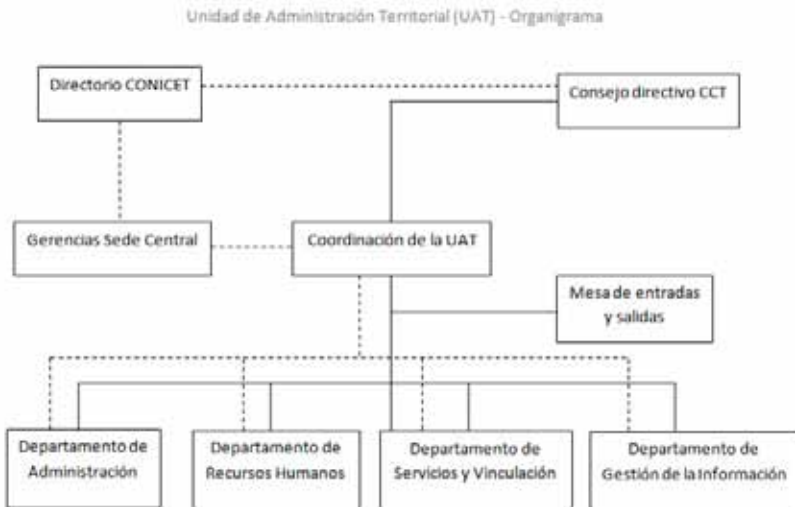 Unidad de Administración Territorial (UAT) - Organigrama
Directorio CONICET
Consejo directivo CCT
Gerencias Sede Central
Coordinación de la UAT
Mesa de entradas
y salidas
Departamento de
Administración
Departamento de
Recursos Humanos
Departamento de
Servicios y Vinculación
Departamento de
Gestión de la Información